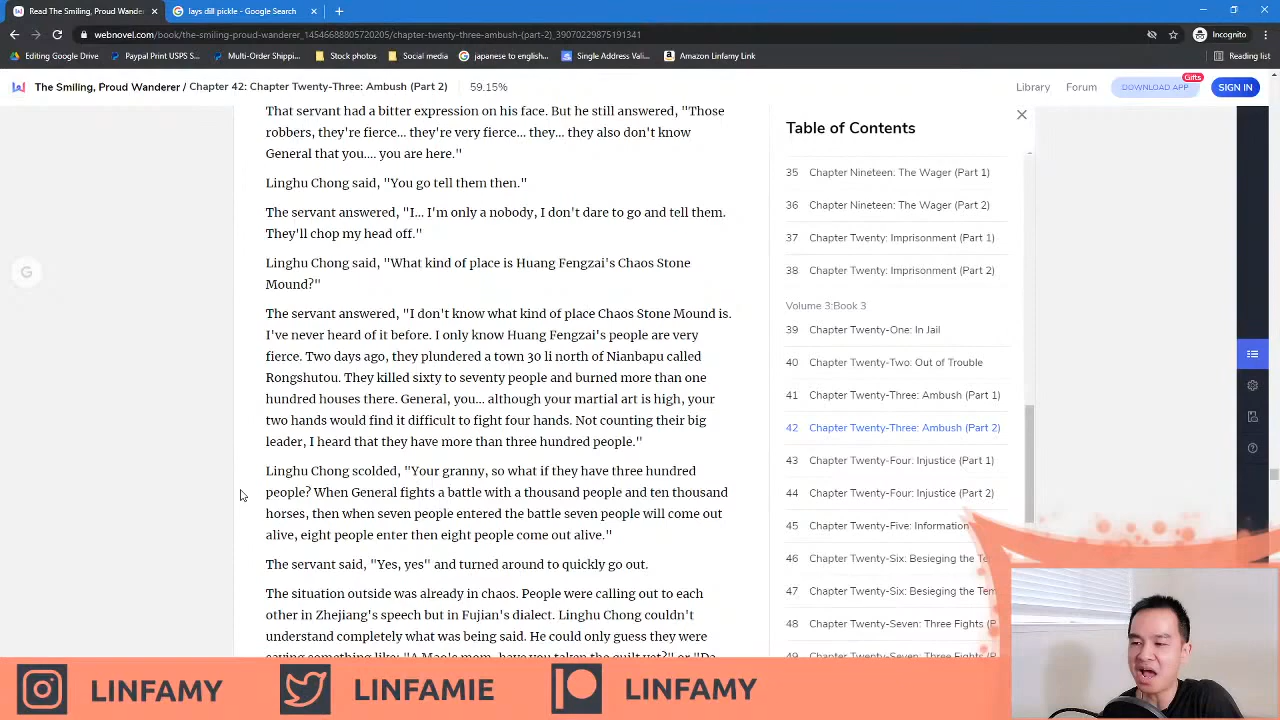 Read The Smiling, Proud Wander
lays dill pickle - Google Search
webnovel.com/book/the-smiling-proud-wanderer_14546688805720205/chapter-twenty-three-ambush-(part-2)_39070229875191341
Incognito
Editing Google Drive
Paypal Print USPS S...
Multi-Order Shippi...
Stock photos
Social media
japanese to english...
Single Address Vali...
Amazon Linfamy Link
Reading list
The Smiling, Proud Wanderer / Chapter 42: Chapter Twenty-Three: Ambush (Part 2)
59.15%
Library
Forum
DOWNLOAD APP
Gifts
SIGN IN
That servant had a bitter expression on his face. But he still answered, "Those
robbers, they're fierce... they're very fierce... they... they also don't know
General that you.... you are here."
Linghu Chong said, "You go tell them then."
The servant answered, "I... I'm only a nobody, I don't dare to go and tell them.
They'll chop my head off."
Linghu Chong said, "What kind of place is Huang Fengzai's Chaos Stone
Mound?"
The servant answered, "I don't know what kind of place Chaos Stone Mound is.
I've never heard of it before. I only know Huang Fengzai's people are very
fierce. Two days ago, they plundered a town 30 li north of Nianbapu called
Rongshutou. They killed sixty to seventy people and burned more than one
hundred houses there. General, you... although your martial art is high, your
two hands would find it difficult to fight four hands. Not counting their big
leader, I heard that they have more than three hundred people."
Linghu Chong scolded, "Your granny, so what if they have three hundred
people? When General fights a battle with a thousand people and ten thousand
horses, then when seven people entered the battle seven people will come out
alive, eight people enter then eight people come out alive."
The servant said, "Yes, yes" and turned around to quickly go out.
The situation outside was already in chaos. People were calling out to each
other in Zhejiang's speech but in Fujian's dialect. Linghu Chong couldn't
understand completely what was being said. He could only guess they were
Table of Contents
35 Chapter Nineteen: The Wager (Part 1)
36 Chapter Nineteen: The Wager (Part 2)
37 Chapter Twenty: Imprisonment (Part 1)
38 Chapter Twenty: Imprisonment (Part 2)
Volume 3:Book 3
39 Chapter Twenty-One: In Jail
40 Chapter Twenty-Two: Out of Trouble
41 Chapter Twenty-Three: Ambush (Part 1)
42 Chapter Twenty-Three: Ambush (Part 2)
43 Chapter Twenty-Four: Injustice (Part 1)
44 Chapter Twenty-Four: Injustice (Part 2)
45 Chapter Twenty-Five: Information
46 Chapter Twenty-Six: Besieging the Te
47 Chapter Twenty-Six: Besieging the Tem
48 Chapter Twenty-Seven: Three Fights (P
LINFAMY
LINFAMIE
LINFAMY